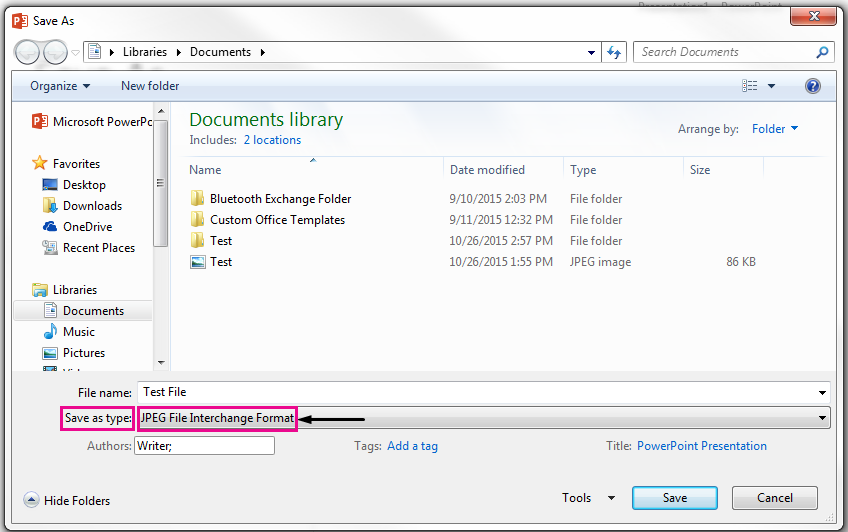 Presentation1 - PowerPoint
Save As
Libraries
Documents
Search Documents
Organize
New folder
Microsoft PowerPo
Favorites
Desktop
Downloads
OneDrive
Recent Places
Libraries
Documents
Music
Pictures
Documents library
Includes: 2 locations
Arrange by: Folder
Name Date modified Type Size
Bluetooth Exchange Folder 9/10/2015 2:03 PM File folder
Custom Office Templates 9/11/2015 12:32 PM File folder
Test 10/26/2015 2:57 PM File folder
Test 10/26/2015 1:55 PM JPEG image 86 KB
File name: Test File
Save as type: JPEG File Interchange Format
Authors: Writer; Tags: Add a tag Title: PowerPoint Presentation
Hide Folders Tools Save Cancel